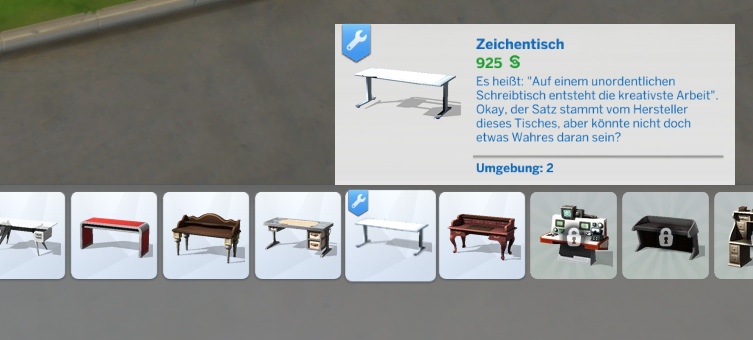 Zeichentisch
925 §
Es heißt: "Auf einem unordentlichen
Schreibtisch entsteht die kreativste Arbeit".
Okay, der Satz stammt vom Hersteller
dieses Tisches, aber könnte nicht doch
etwas Wahres daran sein?
Umgebung: 2